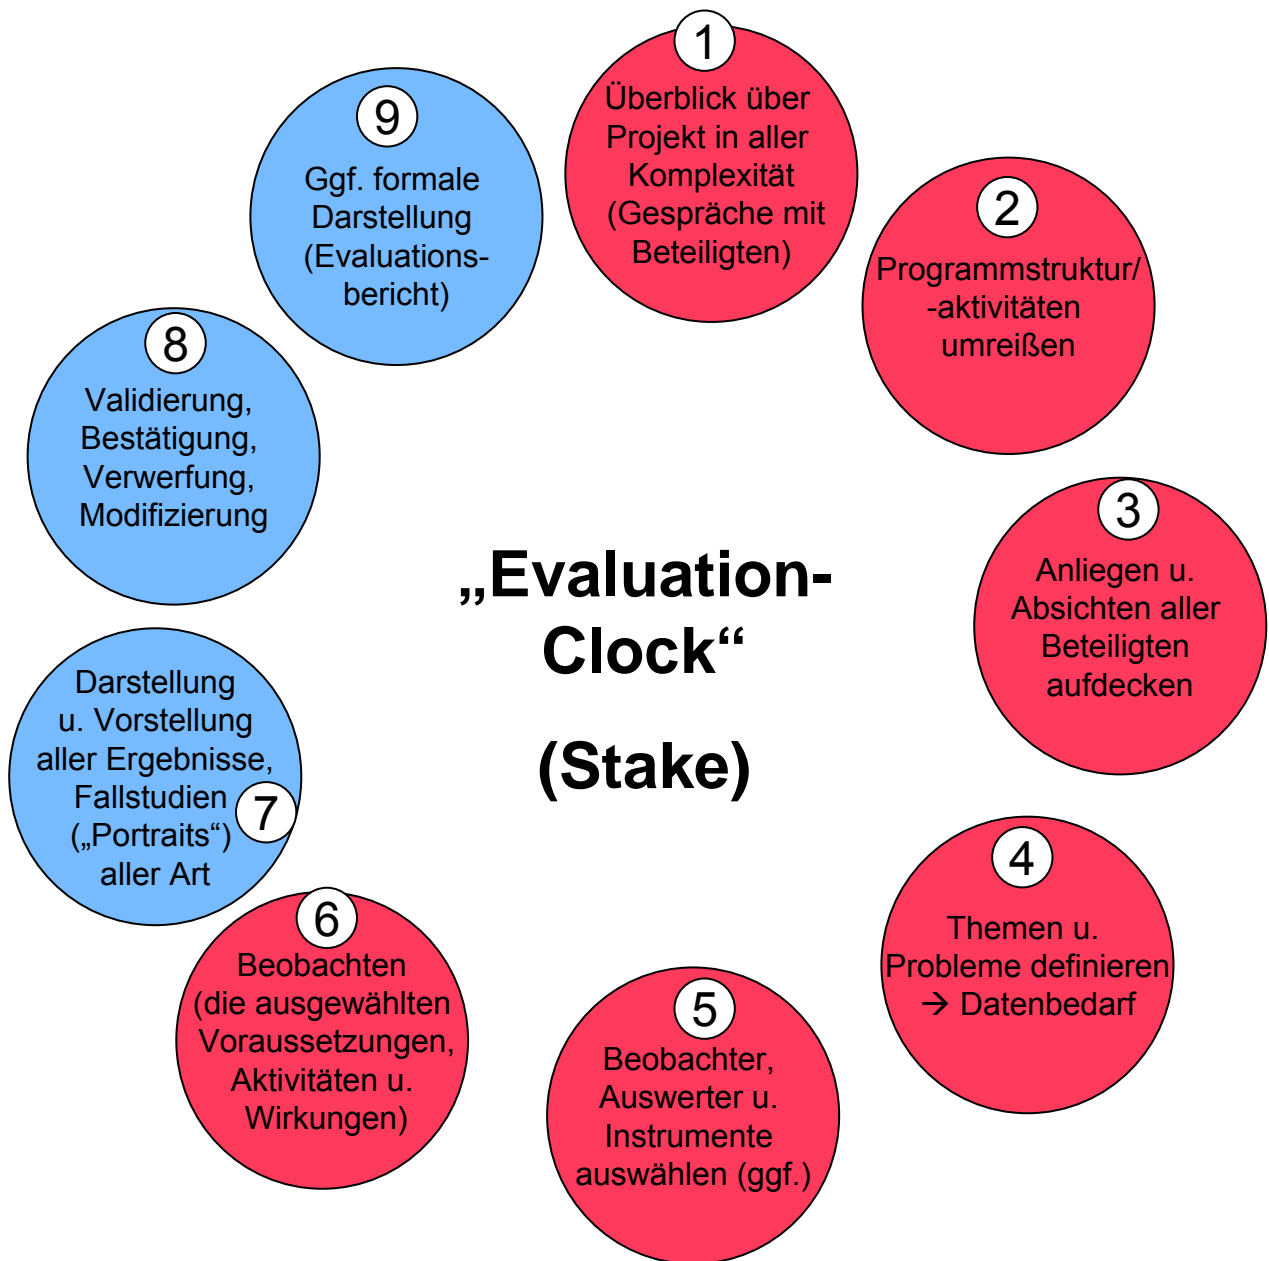 1
Überblick über
Projekt in aller
Komplexität
(Gespräche mit
Beteiligten)
2
Programmstruktur/
-aktivitäten
umreißen
3
Anliegen u.
Absichten aller
Beteiligten
aufdecken
4
Themen u.
Probleme definieren
→ Datenbedarf
5
Beobachter,
Auswerter u.
Instrumente
auswählen (ggf.)
6
Beobachten
(die ausgewählten
Voraussetzungen,
Aktivitäten u.
Wirkungen)
7
Darstellung
u. Vorstellung
aller Ergebnisse,
Fallstudien
(„Portraits“)
aller Art
8
Validierung,
Bestätigung,
Verwerfung,
Modifizierung
9
Ggf. formale
Darstellung
(Evaluations-
bericht)
„Evaluation-
Clock“
(Stake)